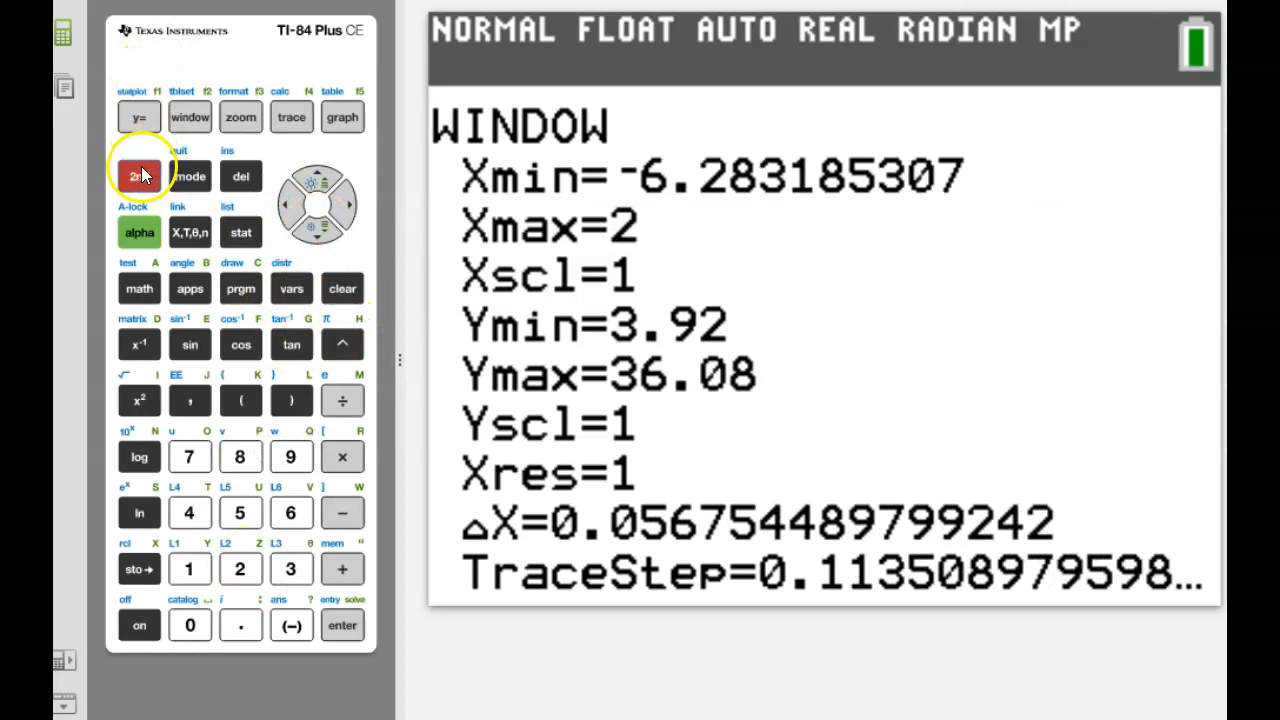 TEXAS INSTRUMENTS TI-84 Plus CE
statplot f1 tblset f2 format f3 calc f4 table f5
y= window zoom trace graph
quit ins
2n mode del
A-lock link list
alpha X,T,θ,n stat
test A angle B draw C distr
math apps prgm vars clear
matrix D sin⁻¹ E cos⁻¹ F tan⁻¹ G π H
x⁻¹ sin cos tan ^
√ I EE J { K } L e M
x² , ( ) ÷
10ˣ N u O v P w Q [ R
log 7 8 9 ×
eˣ S L4 T L5 U L6 V ] W
ln 4 5 6 −
rcl X L1 Y L2 Z L3 θ mem "
sto→ 1 2 3 +
off catalog ⎵ i : ans ? entry solve
on 0 . (−) enter
NORMAL FLOAT AUTO REAL RADIAN MP
WINDOW
Xmin=-6.283185307
Xmax=2
Xscl=1
Ymin=3.92
Ymax=36.08
Yscl=1
Xres=1
△X=0.056754489799242
TraceStep=0.113508979598...